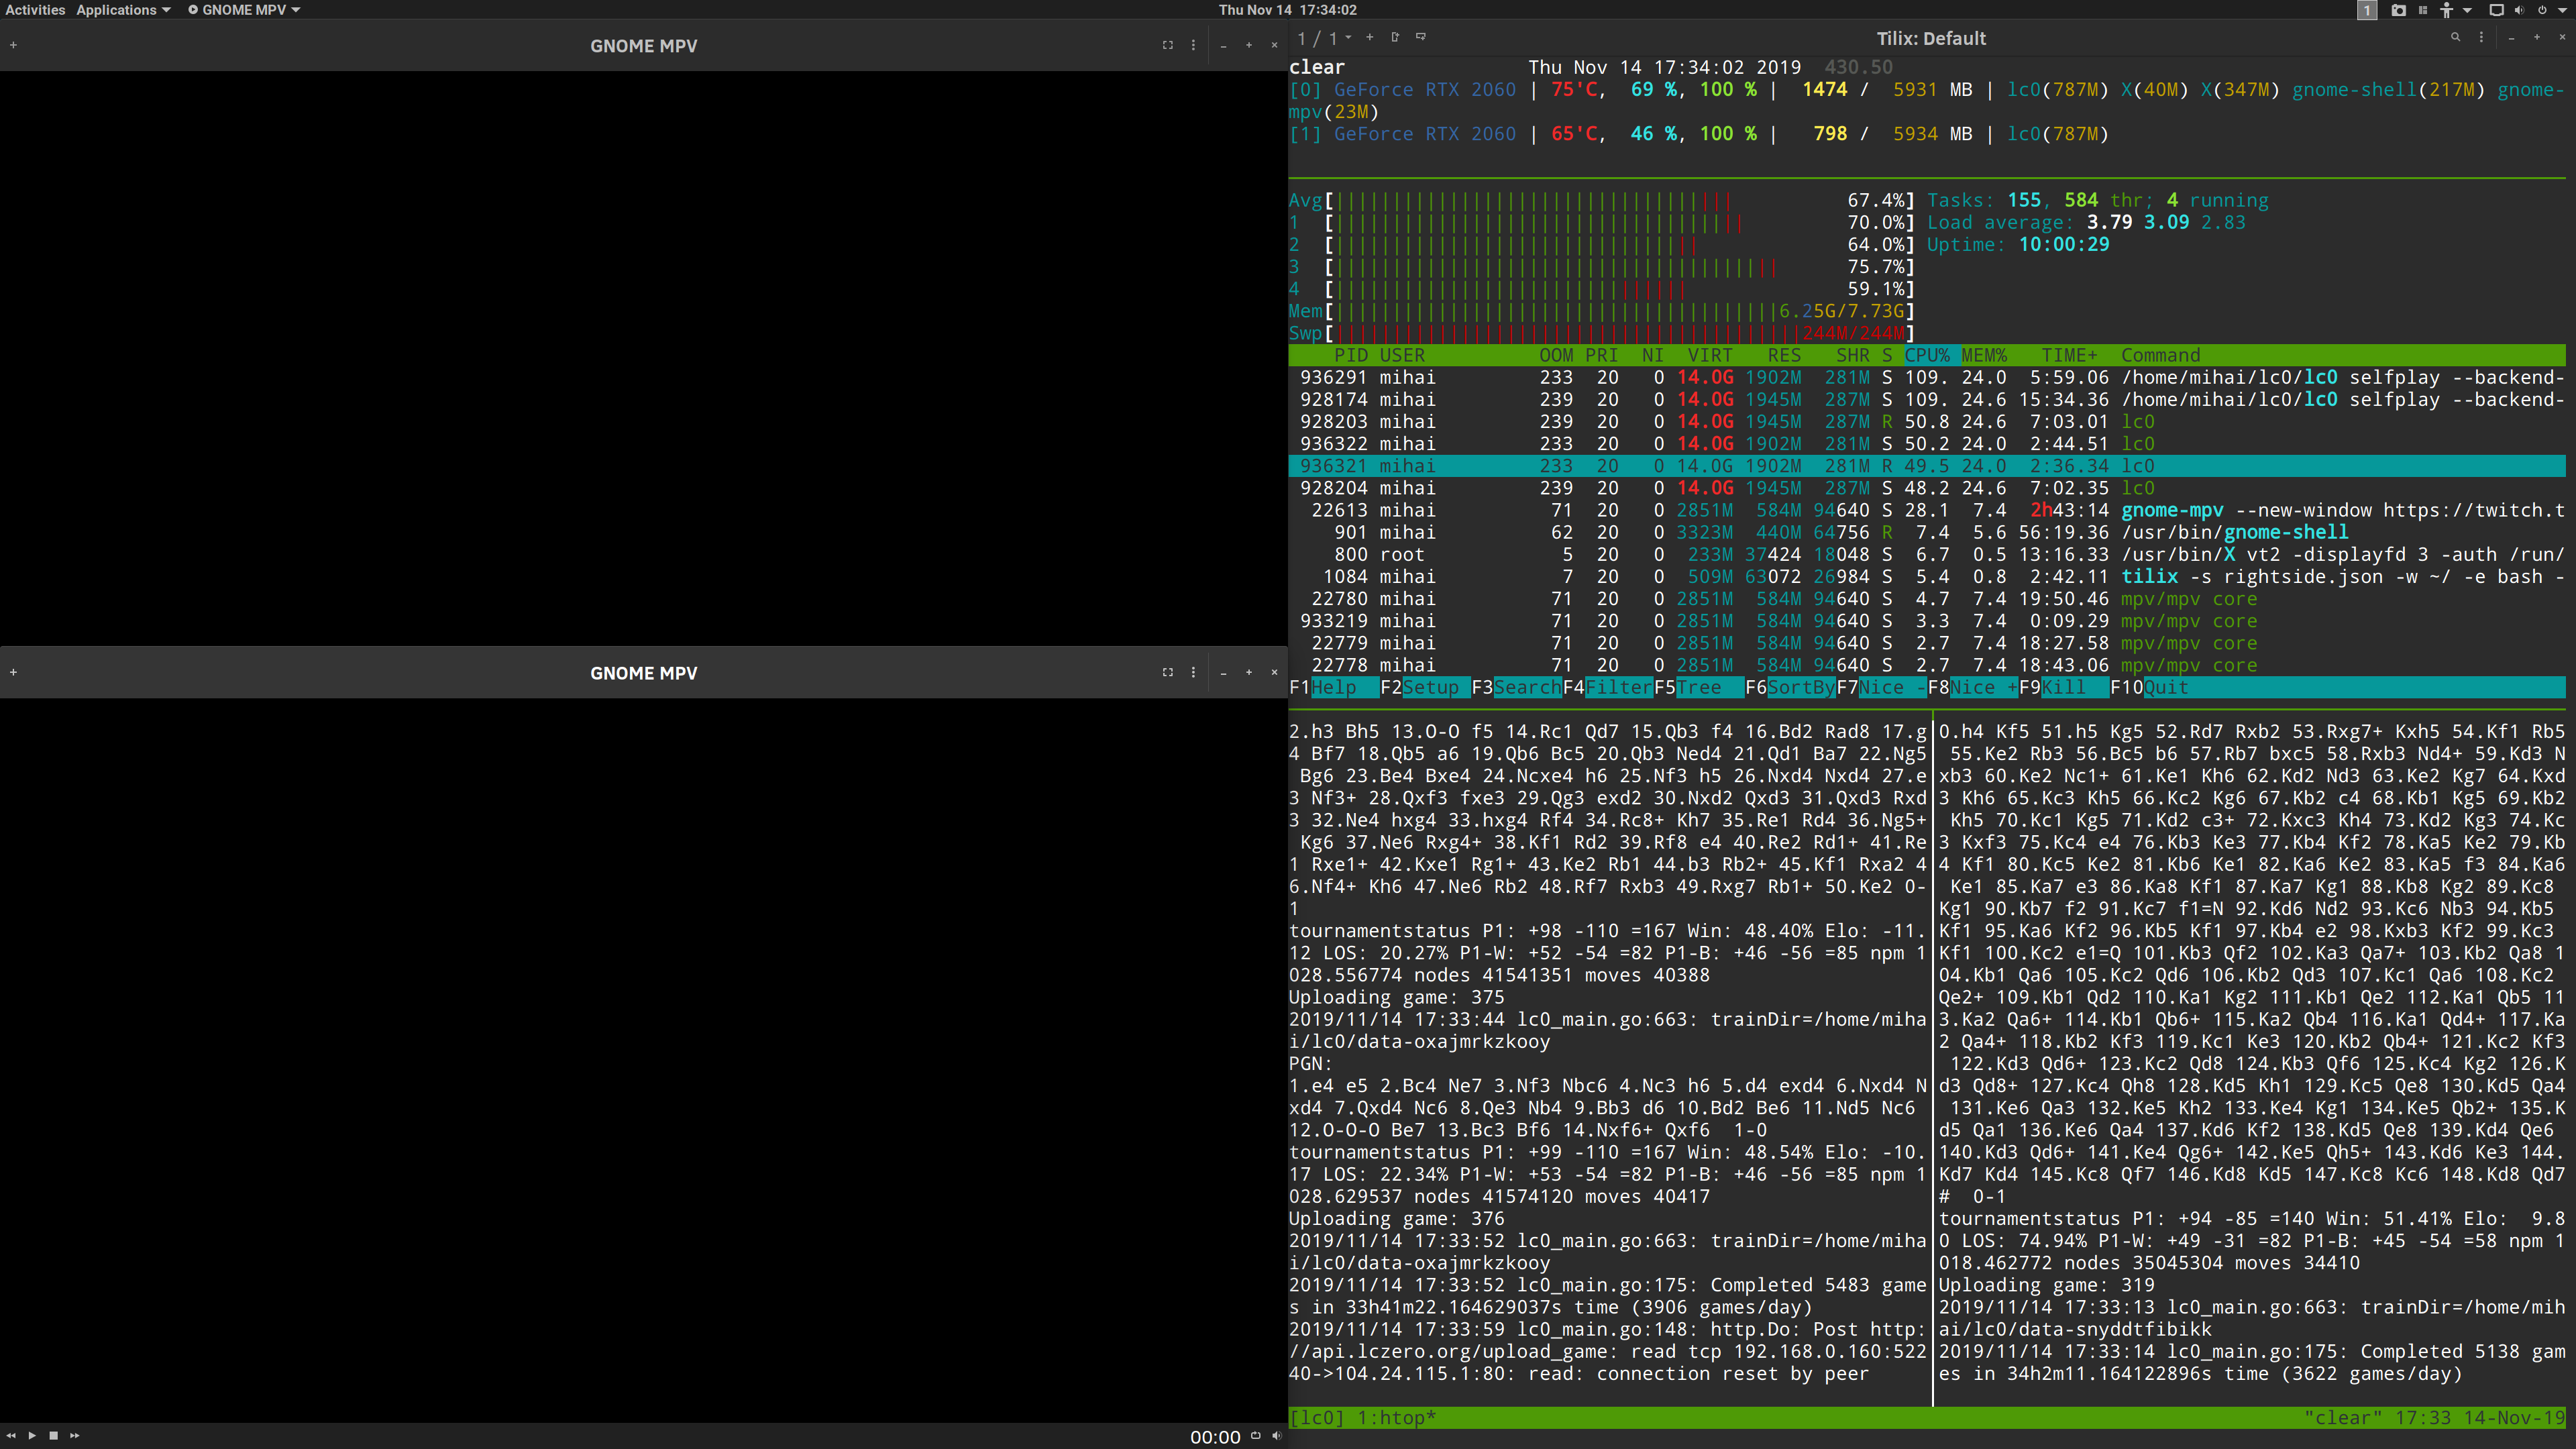 Activities Applications GNOME MPV Thu Nov 14 17:34:02 1
GNOME MPV
1 / 1 Tilix: Default
clear Thu Nov 14 17:34:02 2019 430.50
[0] GeForce RTX 2060 | 75'C, 69 %, 100 % | 1474 / 5931 MB | lc0(787M) X(40M) X(347M) gnome-shell(217M) gnome-
mpv(23M)
[1] GeForce RTX 2060 | 65'C, 46 %, 100 % | 798 / 5934 MB | lc0(787M)
Avg[ 67.4%] Tasks: 155, 584 thr; 4 running
1 [ 70.0%] Load average: 3.79 3.09 2.83
2 [ 64.0%] Uptime: 10:00:29
3 [ 75.7%]
4 [ 59.1%]
Mem[ 6.25G/7.73G]
Swp[ 244M/244M]
PID USER OOM PRI NI VIRT RES SHR S CPU% MEM% TIME+ Command
936291 mihai 233 20 0 14.0G 1902M 281M S 109. 24.0 5:59.06 /home/mihai/lc0/lc0 selfplay --backend-
928174 mihai 239 20 0 14.0G 1945M 287M S 109. 24.6 15:34.36 /home/mihai/lc0/lc0 selfplay --backend-
928203 mihai 239 20 0 14.0G 1945M 287M R 50.8 24.6 7:03.01 lc0
936322 mihai 233 20 0 14.0G 1902M 281M S 50.2 24.0 2:44.51 lc0
936321 mihai 233 20 0 14.0G 1902M 281M R 49.5 24.0 2:36.34 lc0
928204 mihai 239 20 0 14.0G 1945M 287M S 48.2 24.6 7:02.35 lc0
22613 mihai 71 20 0 2851M 584M 94640 S 28.1 7.4 2h43:14 gnome-mpv --new-window https://twitch.t
901 mihai 62 20 0 3323M 440M 64756 R 7.4 5.6 56:19.36 /usr/bin/gnome-shell
800 root 5 20 0 233M 37424 18048 S 6.7 0.5 13:16.33 /usr/bin/X vt2 -displayfd 3 -auth /run/
1084 mihai 7 20 0 509M 63072 26984 S 5.4 0.8 2:42.11 tilix -s rightside.json -w ~/ -e bash -
22780 mihai 71 20 0 2851M 584M 94640 S 4.7 7.4 19:50.46 mpv/mpv core
933219 mihai 71 20 0 2851M 584M 94640 S 3.3 7.4 0:09.29 mpv/mpv core
22779 mihai 71 20 0 2851M 584M 94640 S 2.7 7.4 18:27.58 mpv/mpv core
22778 mihai 71 20 0 2851M 584M 94640 S 2.7 7.4 18:43.06 mpv/mpv core
F1Help F2Setup F3SearchF4FilterF5Tree F6SortByF7Nice -F8Nice +F9Kill F10Quit
GNOME MPV
2.h3 Bh5 13.O-O f5 14.Rc1 Qd7 15.Qb3 f4 16.Bd2 Rad8 17.g
4 Bf7 18.Qb5 a6 19.Qb6 Bc5 20.Qb3 Ned4 21.Qd1 Ba7 22.Ng5
Bg6 23.Be4 Bxe4 24.Ncxe4 h6 25.Nf3 h5 26.Nxd4 Nxd4 27.e
3 Nf3+ 28.Qxf3 fxe3 29.Qg3 exd2 30.Nxd2 Qxd3 31.Qxd3 Rxd
3 32.Ne4 hxg4 33.hxg4 Rf4 34.Rc8+ Kh7 35.Re1 Rd4 36.Ng5+
Kg6 37.Ne6 Rxg4+ 38.Kf1 Rd2 39.Rf8 e4 40.Re2 Rd1+ 41.Re
1 Rxe1+ 42.Kxe1 Rg1+ 43.Ke2 Rb1 44.b3 Rb2+ 45.Kf1 Rxa2 4
6.Nf4+ Kh6 47.Ne6 Rb2 48.Rf7 Rxb3 49.Rxg7 Rb1+ 50.Ke2 0-
1
tournamentstatus P1: +98 -110 =167 Win: 48.40% Elo: -11.
12 LOS: 20.27% P1-W: +52 -54 =82 P1-B: +46 -56 =85 npm 1
028.556774 nodes 41541351 moves 40388
Uploading game: 375
2019/11/14 17:33:44 lc0_main.go:663: trainDir=/home/miha
i/lc0/data-oxajmrkzkooy
PGN:
1.e4 e5 2.Bc4 Ne7 3.Nf3 Nbc6 4.Nc3 h6 5.d4 exd4 6.Nxd4 N
xd4 7.Qxd4 Nc6 8.Qe3 Nb4 9.Bb3 d6 10.Bd2 Be6 11.Nd5 Nc6
12.O-O-O Be7 13.Bc3 Bf6 14.Nxf6+ Qxf6 1-0
tournamentstatus P1: +99 -110 =167 Win: 48.54% Elo: -10.
17 LOS: 22.34% P1-W: +53 -54 =82 P1-B: +46 -56 =85 npm 1
028.629537 nodes 41574120 moves 40417
Uploading game: 376
2019/11/14 17:33:52 lc0_main.go:663: trainDir=/home/miha
i/lc0/data-oxajmrkzkooy
2019/11/14 17:33:52 lc0_main.go:175: Completed 5483 game
s in 33h41m22.164629037s time (3906 games/day)
2019/11/14 17:33:59 lc0_main.go:148: http.Do: Post http:
//api.lczero.org/upload_game: read tcp 192.168.0.160:522
40->104.24.115.1:80: read: connection reset by peer
0.h4 Kf5 51.h5 Kg5 52.Rd7 Rxb2 53.Rxg7+ Kxh5 54.Kf1 Rb5
55.Ke2 Rb3 56.Bc5 b6 57.Rb7 bxc5 58.Rxb3 Nd4+ 59.Kd3 N
xb3 60.Ke2 Nc1+ 61.Ke1 Kh6 62.Kd2 Nd3 63.Ke2 Kg7 64.Kxd
3 Kh6 65.Kc3 Kh5 66.Kc2 Kg6 67.Kb2 c4 68.Kb1 Kg5 69.Kb2
Kh5 70.Kc1 Kg5 71.Kd2 c3+ 72.Kxc3 Kh4 73.Kd2 Kg3 74.Kc
3 Kxf3 75.Kc4 e4 76.Kb3 Ke3 77.Kb4 Kf2 78.Ka5 Ke2 79.Kb
4 Kf1 80.Kc5 Ke2 81.Kb6 Ke1 82.Ka6 Ke2 83.Ka5 f3 84.Ka6
Ke1 85.Ka7 e3 86.Ka8 Kf1 87.Ka7 Kg1 88.Kb8 Kg2 89.Kc8
Kg1 90.Kb7 f2 91.Kc7 f1=N 92.Kd6 Nd2 93.Kc6 Nb3 94.Kb5
Kf1 95.Ka6 Kf2 96.Kb5 Kf1 97.Kb4 e2 98.Kxb3 Kf2 99.Kc3
Kf1 100.Kc2 e1=Q 101.Kb3 Qf2 102.Ka3 Qa7+ 103.Kb2 Qa8 1
04.Kb1 Qa6 105.Kc2 Qd6 106.Kb2 Qd3 107.Kc1 Qa6 108.Kc2
Qe2+ 109.Kb1 Qd2 110.Ka1 Kg2 111.Kb1 Qe2 112.Ka1 Qb5 11
3.Ka2 Qa6+ 114.Kb1 Qb6+ 115.Ka2 Qb4 116.Ka1 Qd4+ 117.Ka
2 Qa4+ 118.Kb2 Kf3 119.Kc1 Ke3 120.Kb2 Qb4+ 121.Kc2 Kf3
122.Kd3 Qd6+ 123.Kc2 Qd8 124.Kb3 Qf6 125.Kc4 Kg2 126.K
d3 Qd8+ 127.Kc4 Qh8 128.Kd5 Kh1 129.Kc5 Qe8 130.Kd5 Qa4
131.Ke6 Qa3 132.Ke5 Kh2 133.Ke4 Kg1 134.Ke5 Qb2+ 135.K
d5 Qa1 136.Ke6 Qa4 137.Kd6 Kf2 138.Kd5 Qe8 139.Kd4 Qe6
140.Kd3 Qd6+ 141.Ke4 Qg6+ 142.Ke5 Qh5+ 143.Kd6 Ke3 144.
Kd7 Kd4 145.Kc8 Qf7 146.Kd8 Kd5 147.Kc8 Kc6 148.Kd8 Qd7
# 0-1
tournamentstatus P1: +94 -85 =140 Win: 51.41% Elo: 9.8
0 LOS: 74.94% P1-W: +49 -31 =82 P1-B: +45 -54 =58 npm 1
018.462772 nodes 35045304 moves 34410
Uploading game: 319
2019/11/14 17:33:13 lc0_main.go:663: trainDir=/home/mih
ai/lc0/data-snyddtfibikk
2019/11/14 17:33:14 lc0_main.go:175: Completed 5138 gam
es in 34h2m11.164122896s time (3622 games/day)
[lc0] 1:htop* "clear" 17:33 14-Nov-19
00:00